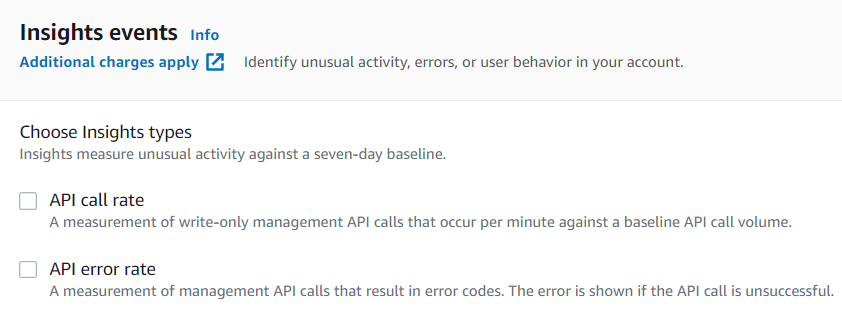 Insights events Info
Additional charges apply Identify unusual activity, errors, or user behavior in your account.
Choose Insights types
Insights measure unusual activity against a seven-day baseline.
API call rate
A measurement of write-only management API calls that occur per minute against a baseline API call volume.
API error rate
A measurement of management API calls that result in error codes. The error is shown if the API call is unsuccessful.